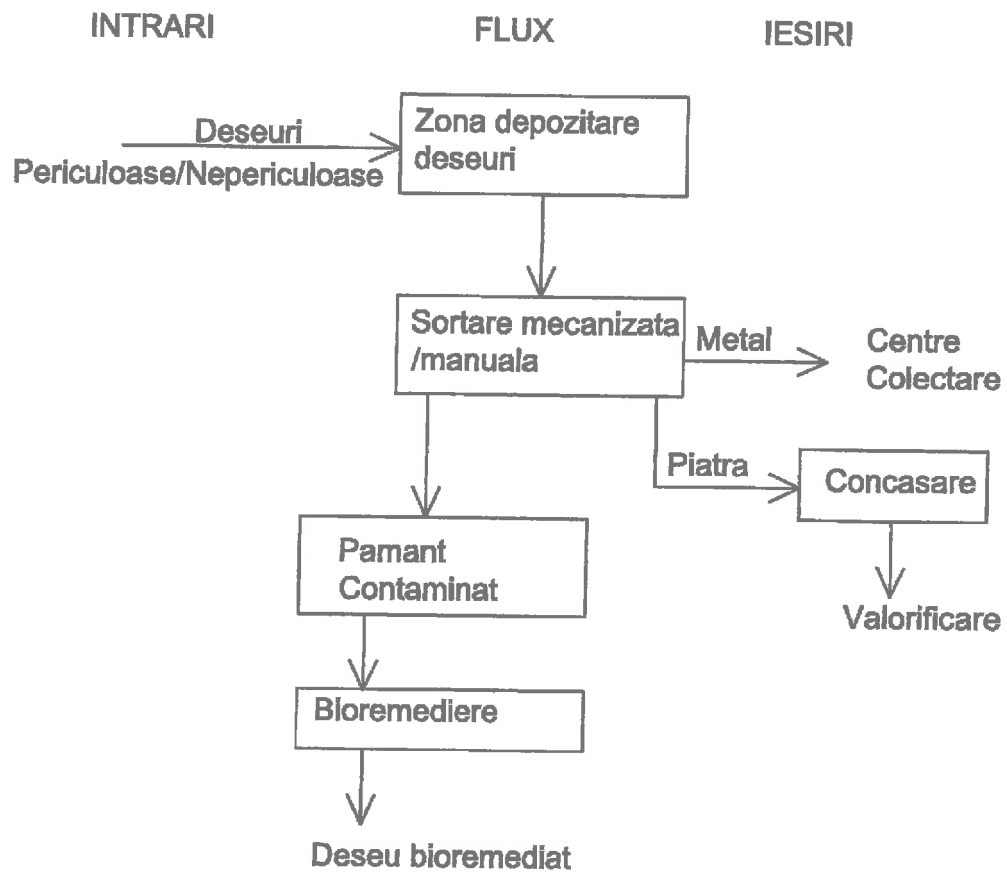 INTRARI FLUX IESIRI
Deseuri
Periculoase/Nepericuloase
Zona depozitare
deseuri
Sortare mecanizata
/manuala
Metal
Centre
Colectare
Piatra
Concasare
Valorificare
Pamant
Contaminat
Bioremediere
Deseu bioremediat